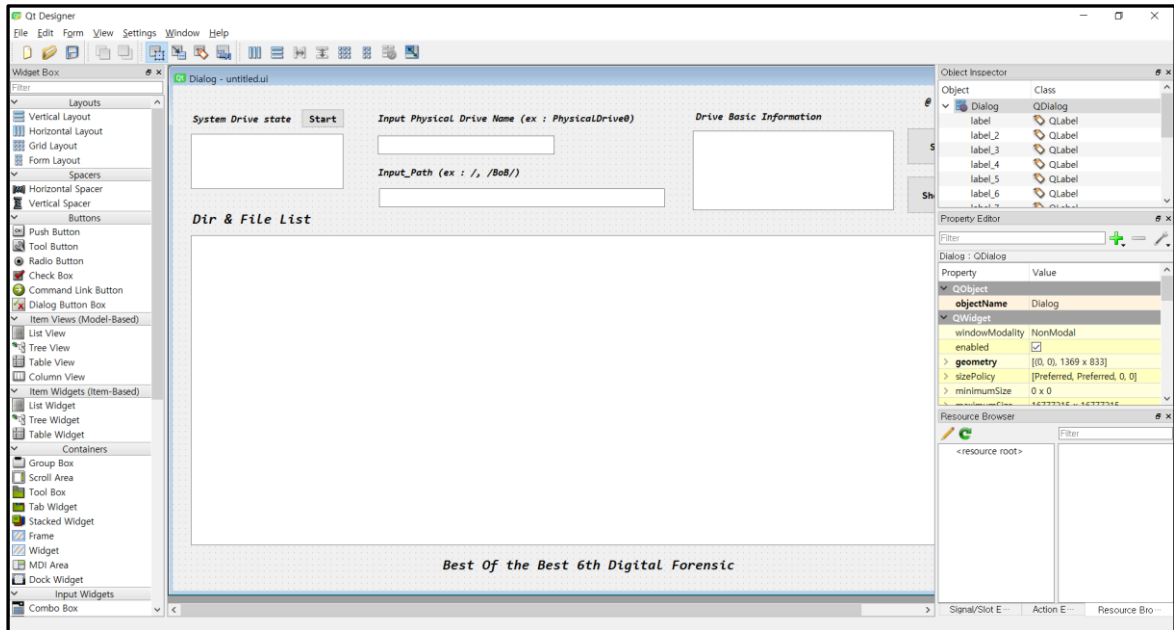 Qt Designer
File Edit Form View Settings Window Help
Widget Box
Filter
Layouts
Vertical Layout
Horizontal Layout
Grid Layout
Form Layout
Spacers
Horizontal Spacer
Vertical Spacer
Buttons
Push Button
Tool Button
Radio Button
Check Box
Command Link Button
Dialog Button Box
Item Views (Model-Based)
List View
Tree View
Table View
Column View
Item Widgets (Item-Based)
List Widget
Tree Widget
Table Widget
Containers
Group Box
Scroll Area
Tool Box
Tab Widget
Stacked Widget
Frame
Widget
MDI Area
Dock Widget
Input Widgets
Combo Box
Qt Dialog - untitled.ui
@
System Drive state Start
Input Physical Drive Name (ex : PhysicalDrive0)
Drive Basic Information
S
Input_Path (ex : /, /BoB/)
Sh
Dir & File List
Best Of the Best 6th Digital Forensic
Object Inspector
Object Class
Dialog QDialog
label QLabel
label_2 QLabel
label_3 QLabel
label_4 QLabel
label_5 QLabel
label_6 QLabel
label_7 QLabel
Property Editor
Filter
Dialog : QDialog
Property Value
QObject
objectName Dialog
QWidget
windowModality NonModal
enabled
geometry [(0, 0), 1369 x 833]
sizePolicy [Preferred, Preferred, 0, 0]
minimumSize 0 x 0
maximumSize 16777215 x 16777215
Resource Browser
Filter
<resource root>
Signal/Slot E··· Action E··· Resource Bro···